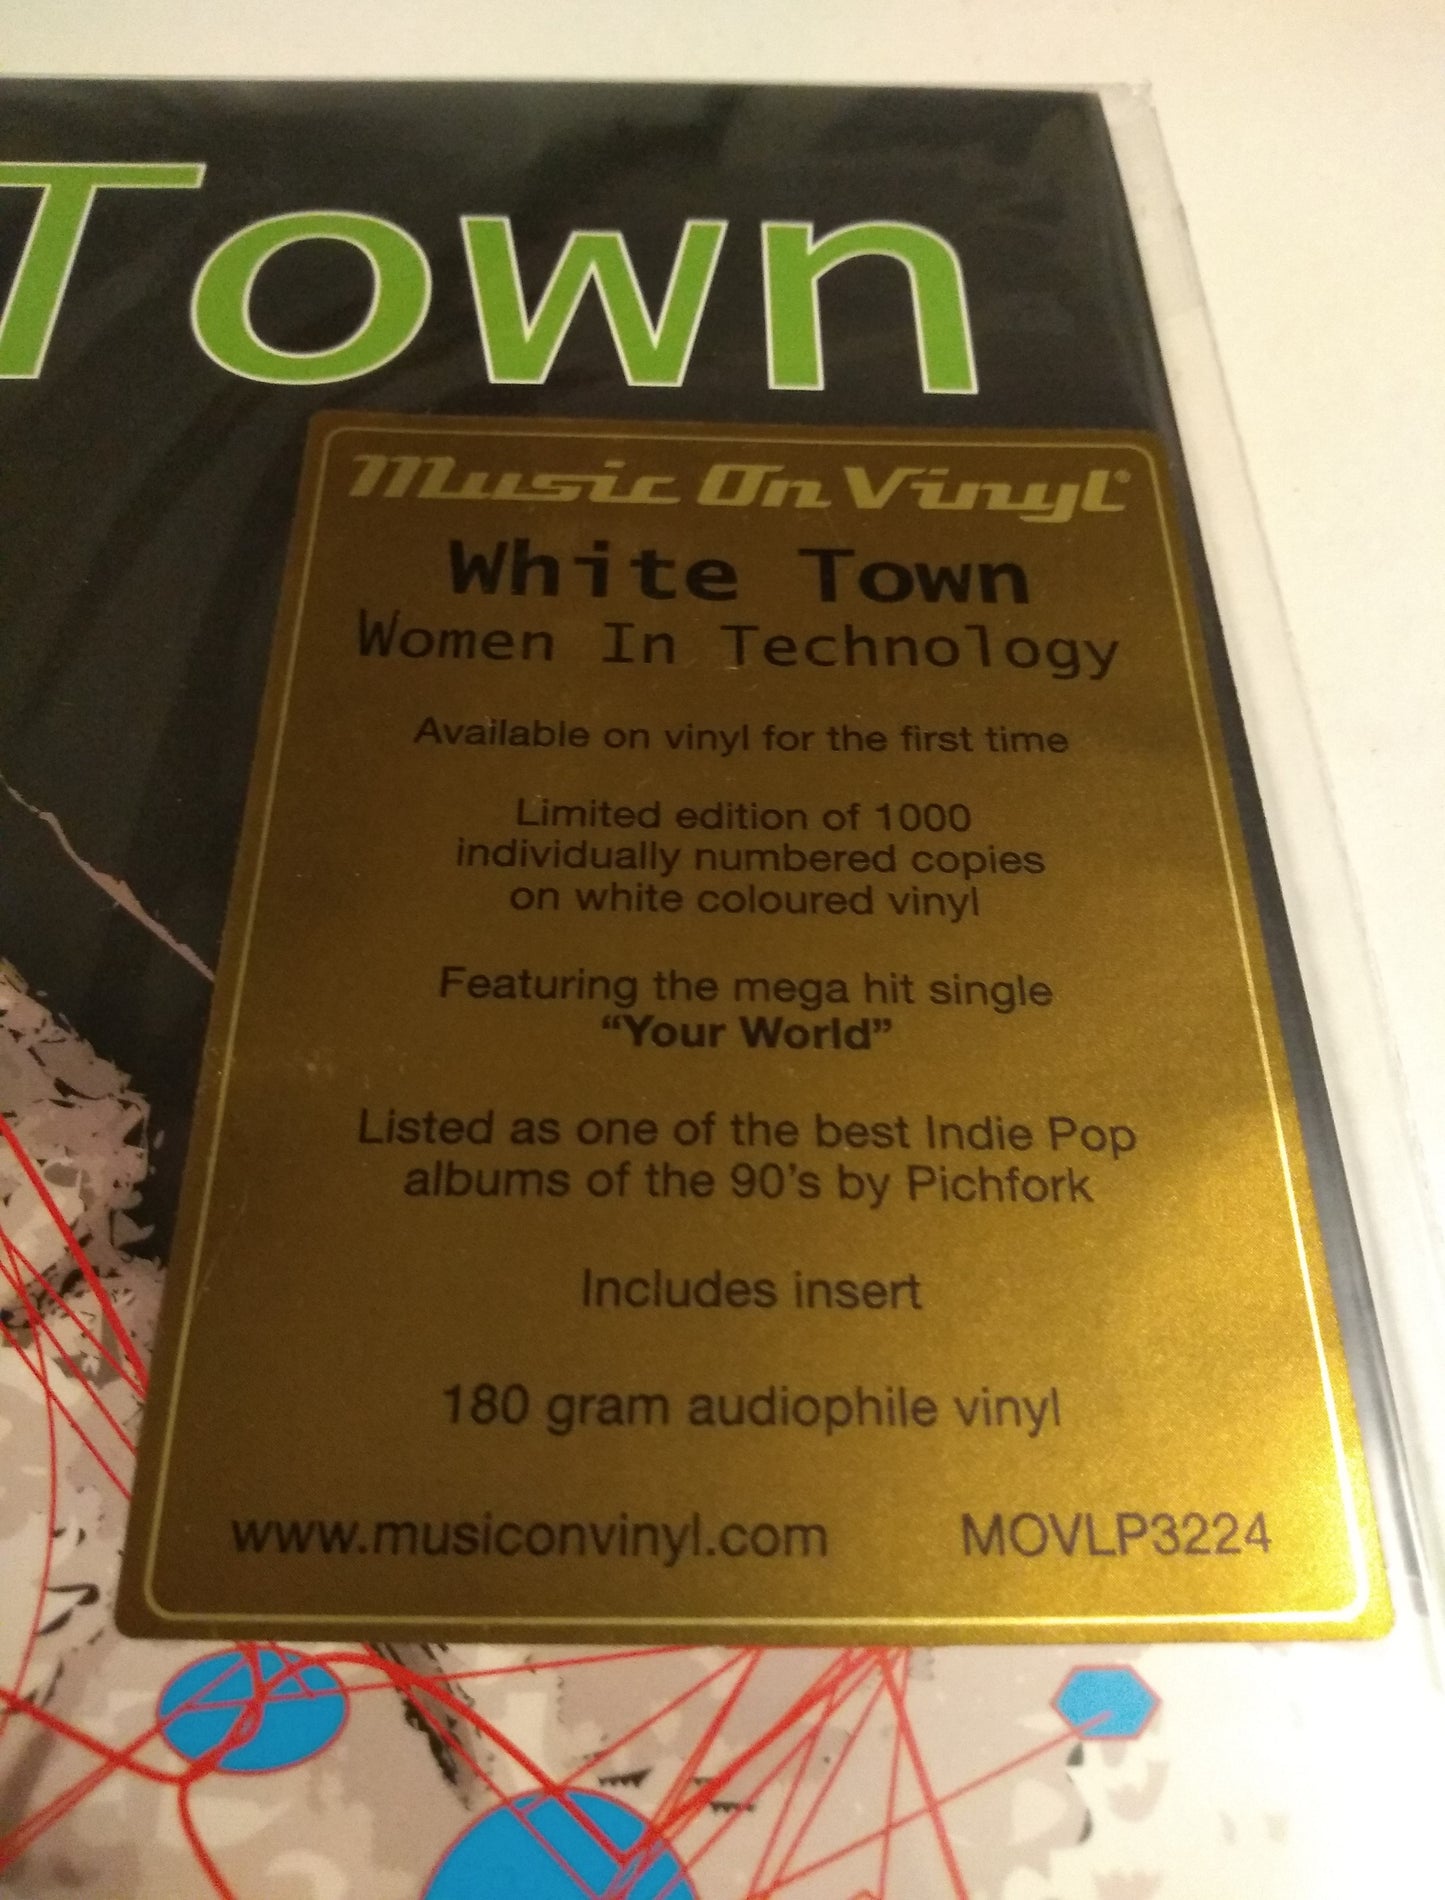 Town
Music On Vinyl®
White Town
Women In Technology
Available on vinyl for the first time
Limited edition of 1000
individually numbered copies
on white coloured vinyl
Featuring the mega hit single
“Your World”
Listed as one of the best Indie Pop
albums of the 90’s by Pichfork
Includes insert
180 gram audiophile vinyl
www.musiconvinyl.com MOVLP3224